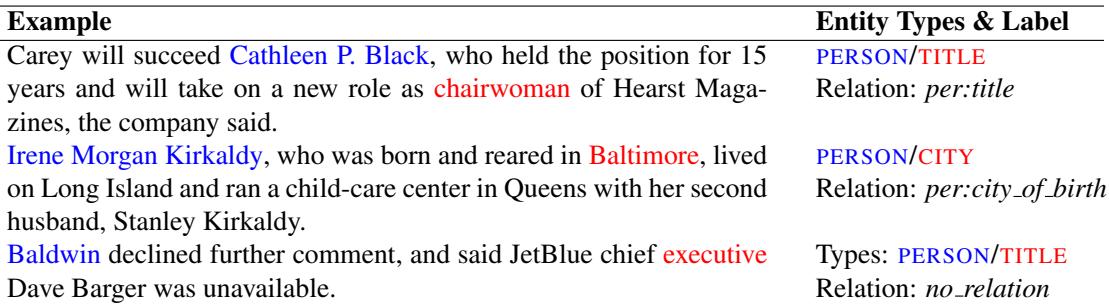 Example Entity Types & Label
Carey will succeed Cathleen P. Black, who held the position for 15 PERSON/TITLE
years and will take on a new role as chairwoman of Hearst Maga- Relation: per:title
zines, the company said.
Irene Morgan Kirkaldy, who was born and reared in Baltimore, lived PERSON/CITY
on Long Island and ran a child-care center in Queens with her second Relation: per:city_of_birth
husband, Stanley Kirkaldy.
Baldwin declined further comment, and said JetBlue chief executive Types: PERSON/TITLE
Dave Barger was unavailable. Relation: no_relation